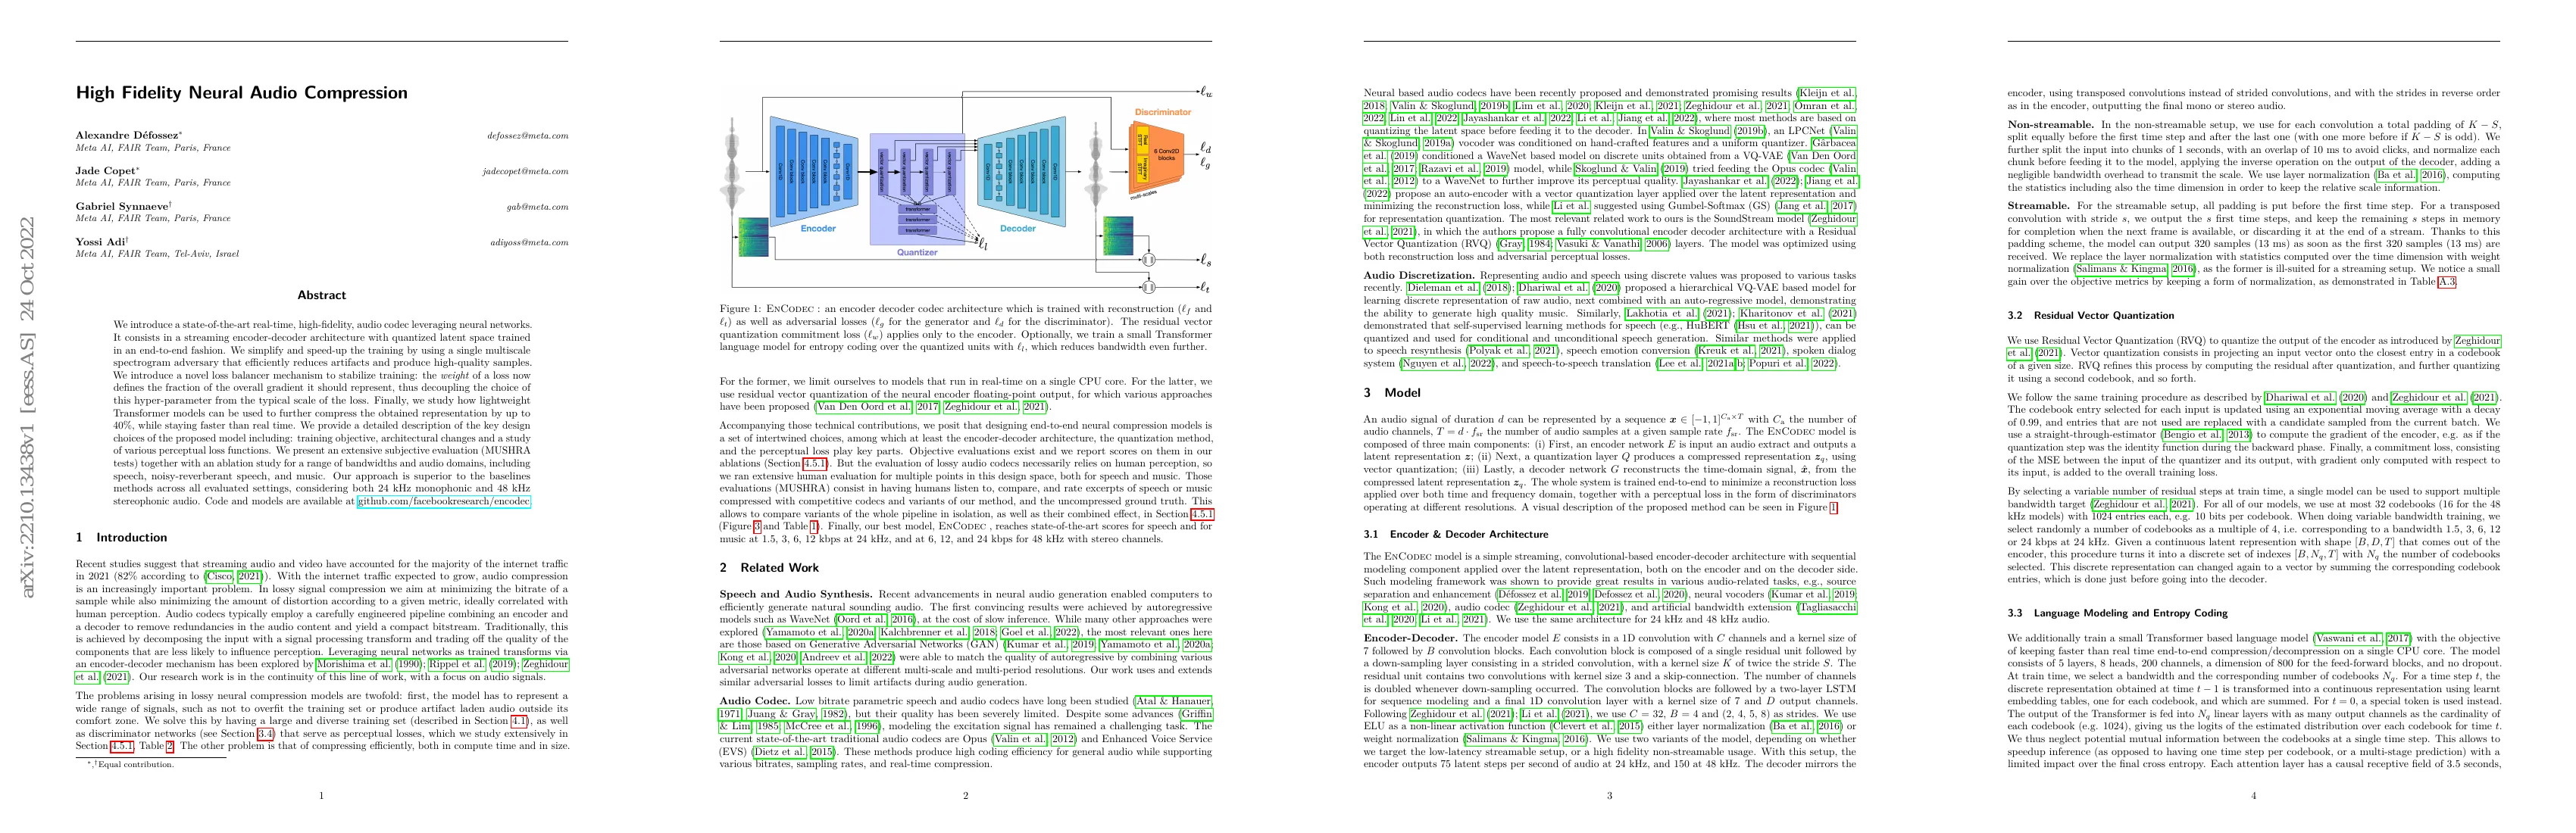 High Fidelity Neural Audio Compression
Alexandre Défossez* defossez@meta.com
Meta AI, FAIR Team, Paris, France
Jade Copet* jadecopet@meta.com
Meta AI, FAIR Team, Paris, France
Gabriel Synnaeve† gab@meta.com
Meta AI, FAIR Team, Paris, France
Yossi Adi† adiyoss@meta.com
Meta AI, FAIR Team, Tel-Aviv, Israel
arXiv:2210.13438v1 [eess.AS] 24 Oct 2022
Abstract
We introduce a state-of-the-art real-time, high-fidelity, audio codec leveraging neural networks.
It consists in a streaming encoder-decoder architecture with quantized latent space trained
in an end-to-end fashion. We simplify and speed-up the training by using a single multiscale
spectrogram adversary that efficiently reduces artifacts and produce high-quality samples.
We introduce a novel loss balancer mechanism to stabilize training: the weight of a loss now
defines the fraction of the overall gradient it should represent, thus decoupling the choice of
this hyper-parameter from the typical scale of the loss. Finally, we study how lightweight
Transformer models can be used to further compress the obtained representation by up to
40%, while staying faster than real time. We provide a detailed description of the key design
choices of the proposed model including: training objective, architectural changes and a study
of various perceptual loss functions. We present an extensive subjective evaluation (MUSHRA
tests) together with an ablation study for a range of bandwidths and audio domains, including
speech, noisy-reverberant speech, and music. Our approach is superior to the baselines
methods across all evaluated settings, considering both 24 kHz monophonic and 48 kHz
stereophonic audio. Code and models are available at github.com/facebookresearch/encodec
1 Introduction
Recent studies suggest that streaming audio and video have accounted for the majority of the internet traffic
in 2021 (82% according to (Cisco, 2021)). With the internet traffic expected to grow, audio compression
is an increasingly important problem. In lossy signal compression we aim at minimizing the bitrate of a
sample while also minimizing the amount of distortion according to a given metric, ideally correlated with
human perception. Audio codecs typically employ a carefully engineered pipeline combining an encoder and
a decoder to remove redundancies in the audio content and yield a compact bitstream. Traditionally, this
is achieved by decomposing the input with a signal processing transform and trading off the quality of the
components that are less likely to influence perception. Leveraging neural networks as trained transforms via
an encoder-decoder mechanism has been explored by Morishima et al. (1990); Rippel et al. (2019); Zeghidour
et al. (2021). Our research work is in the continuity of this line of work, with a focus on audio signals.
The problems arising in lossy neural compression models are twofold: first, the model has to represent a
wide range of signals, such as not to overfit the training set or produce artifact laden audio outside its
comfort zone. We solve this by having a large and diverse training set (described in Section 4.1), as well
as discriminator networks (see Section 3.4) that serve as perceptual losses, which we study extensively in
Section 4.5.1, Table 2. The other problem is that of compressing efficiently, both in compute time and in size.
*,†Equal contribution.
1
Encoder
Quantizer
Decoder
Discriminator
6 Conv2D
blocks
multi-scales
transformer
transformer
transformer
ℓw
ℓd
ℓg
ℓl
ℓs
ℓt
Figure 1: EnCodec : an encoder decoder codec architecture which is trained with reconstruction (ℓf and
ℓt) as well as adversarial losses (ℓg for the generator and ℓd for the discriminator). The residual vector
quantization commitment loss (ℓw) applies only to the encoder. Optionally, we train a small Transformer
language model for entropy coding over the quantized units with ℓl, which reduces bandwidth even further.
For the former, we limit ourselves to models that run in real-time on a single CPU core. For the latter, we
use residual vector quantization of the neural encoder floating-point output, for which various approaches
have been proposed (Van Den Oord et al., 2017; Zeghidour et al., 2021).
Accompanying those technical contributions, we posit that designing end-to-end neural compression models is
a set of intertwined choices, among which at least the encoder-decoder architecture, the quantization method,
and the perceptual loss play key parts. Objective evaluations exist and we report scores on them in our
ablations (Section 4.5.1). But the evaluation of lossy audio codecs necessarily relies on human perception, so
we ran extensive human evaluation for multiple points in this design space, both for speech and music. Those
evaluations (MUSHRA) consist in having humans listen to, compare, and rate excerpts of speech or music
compressed with competitive codecs and variants of our method, and the uncompressed ground truth. This
allows to compare variants of the whole pipeline in isolation, as well as their combined effect, in Section 4.5.1
(Figure 3 and Table 1). Finally, our best model, EnCodec , reaches state-of-the-art scores for speech and for
music at 1.5, 3, 6, 12 kbps at 24 kHz, and at 6, 12, and 24 kbps for 48 kHz with stereo channels.
2 Related Work
Speech and Audio Synthesis. Recent advancements in neural audio generation enabled computers to
efficiently generate natural sounding audio. The first convincing results were achieved by autoregressive
models such as WaveNet (Oord et al., 2016), at the cost of slow inference. While many other approaches were
explored (Yamamoto et al., 2020a; Kalchbrenner et al., 2018; Goel et al., 2022), the most relevant ones here
are those based on Generative Adversarial Networks (GAN) (Kumar et al., 2019; Yamamoto et al., 2020a;
Kong et al., 2020; Andreev et al., 2022) were able to match the quality of autoregressive by combining various
adversarial networks operate at different multi-scale and multi-period resolutions. Our work uses and extends
similar adversarial losses to limit artifacts during audio generation.
Audio Codec. Low bitrate parametric speech and audio codecs have long been studied (Atal & Hanauer,
1971; Juang & Gray, 1982), but their quality has been severely limited. Despite some advances (Griffin
& Lim, 1985; McCree et al., 1996), modeling the excitation signal has remained a challenging task. The
current state-of-the-art traditional audio codecs are Opus (Valin et al., 2012) and Enhanced Voice Service
(EVS) (Dietz et al., 2015). These methods produce high coding efficiency for general audio while supporting
various bitrates, sampling rates, and real-time compression.
2
Neural based audio codecs have been recently proposed and demonstrated promising results (Kleijn et al.,
2018; Valin & Skoglund, 2019b; Lim et al., 2020; Kleijn et al., 2021; Zeghidour et al., 2021; Omran et al.,
2022; Lin et al., 2022; Jayashankar et al., 2022; Li et al.; Jiang et al., 2022), where most methods are based on
quantizing the latent space before feeding it to the decoder. In Valin & Skoglund (2019b), an LPCNet (Valin
& Skoglund, 2019a) vocoder was conditioned on hand-crafted features and a uniform quantizer. Gârbacea
et al. (2019) conditioned a WaveNet based model on discrete units obtained from a VQ-VAE (Van Den Oord
et al., 2017; Razavi et al., 2019) model, while Skoglund & Valin (2019) tried feeding the Opus codec (Valin
et al., 2012) to a WaveNet to further improve its perceptual quality. Jayashankar et al. (2022); Jiang et al.
(2022) propose an auto-encoder with a vector quantization layer applied over the latent representation and
minimizing the reconstruction loss, while Li et al. suggested using Gumbel-Softmax (GS) (Jang et al., 2017)
for representation quantization. The most relevant related work to ours is the SoundStream model (Zeghidour
et al., 2021), in which the authors propose a fully convolutional encoder decoder architecture with a Residual
Vector Quantization (RVQ) (Gray, 1984; Vasuki & Vanathi, 2006) layers. The model was optimized using
both reconstruction loss and adversarial perceptual losses.
Audio Discretization. Representing audio and speech using discrete values was proposed to various tasks
recently. Dieleman et al. (2018); Dhariwal et al. (2020) proposed a hierarchical VQ-VAE based model for
learning discrete representation of raw audio, next combined with an auto-regressive model, demonstrating
the ability to generate high quality music. Similarly, Lakhotia et al. (2021); Kharitonov et al. (2021)
demonstrated that self-supervised learning methods for speech (e.g., HuBERT (Hsu et al., 2021)), can be
quantized and used for conditional and unconditional speech generation. Similar methods were applied
to speech resynthesis (Polyak et al., 2021), speech emotion conversion (Kreuk et al., 2021), spoken dialog
system (Nguyen et al., 2022), and speech-to-speech translation (Lee et al., 2021a;b; Popuri et al., 2022).
3 Model
An audio signal of duration d can be represented by a sequence x ∈ [−1, 1]^{Ca×T} with Ca the number of
audio channels, T = d · fsr the number of audio samples at a given sample rate fsr. The EnCodec model is
composed of three main components: (i) First, an encoder network E is input an audio extract and outputs a
latent representation z; (ii) Next, a quantization layer Q produces a compressed representation zq, using
vector quantization; (iii) Lastly, a decoder network G reconstructs the time-domain signal, x̂, from the
compressed latent representation zq. The whole system is trained end-to-end to minimize a reconstruction loss
applied over both time and frequency domain, together with a perceptual loss in the form of discriminators
operating at different resolutions. A visual description of the proposed method can be seen in Figure 1.
3.1 Encoder & Decoder Architecture
The EnCodec model is a simple streaming, convolutional-based encoder-decoder architecture with sequential
modeling component applied over the latent representation, both on the encoder and on the decoder side.
Such modeling framework was shown to provide great results in various audio-related tasks, e.g., source
separation and enhancement (Défossez et al., 2019; Defossez et al., 2020), neural vocoders (Kumar et al., 2019;
Kong et al., 2020), audio codec (Zeghidour et al., 2021), and artificial bandwidth extension (Tagliasacchi
et al., 2020; Li et al., 2021). We use the same architecture for 24 kHz and 48 kHz audio.
Encoder-Decoder. The encoder model E consists in a 1D convolution with C channels and a kernel size of
7 followed by B convolution blocks. Each convolution block is composed of a single residual unit followed by
a down-sampling layer consisting in a strided convolution, with a kernel size K of twice the stride S. The
residual unit contains two convolutions with kernel size 3 and a skip-connection. The number of channels
is doubled whenever down-sampling occurred. The convolution blocks are followed by a two-layer LSTM
for sequence modeling and a final 1D convolution layer with a kernel size of 7 and D output channels.
Following Zeghidour et al. (2021); Li et al. (2021), we use C = 32, B = 4 and (2, 4, 5, 8) as strides. We use
ELU as a non-linear activation function (Clevert et al., 2015) either layer normalization (Ba et al., 2016) or
weight normalization (Salimans & Kingma, 2016). We use two variants of the model, depending on whether
we target the low-latency streamable setup, or a high fidelity non-streamable usage. With this setup, the
encoder outputs 75 latent steps per second of audio at 24 kHz, and 150 at 48 kHz. The decoder mirrors the
3
encoder, using transposed convolutions instead of strided convolutions, and with the strides in reverse order
as in the encoder, outputting the final mono or stereo audio.
Non-streamable. In the non-streamable setup, we use for each convolution a total padding of K − S,
split equally before the first time step and after the last one (with one more before if K − S is odd). We
further split the input into chunks of 1 seconds, with an overlap of 10 ms to avoid clicks, and normalize each
chunk before feeding it to the model, applying the inverse operation on the output of the decoder, adding a
negligible bandwidth overhead to transmit the scale. We use layer normalization (Ba et al., 2016), computing
the statistics including also the time dimension in order to keep the relative scale information.
Streamable. For the streamable setup, all padding is put before the first time step. For a transposed
convolution with stride s, we output the s first time steps, and keep the remaining s steps in memory
for completion when the next frame is available, or discarding it at the end of a stream. Thanks to this
padding scheme, the model can output 320 samples (13 ms) as soon as the first 320 samples (13 ms) are
received. We replace the layer normalization with statistics computed over the time dimension with weight
normalization (Salimans & Kingma, 2016), as the former is ill-suited for a streaming setup. We notice a small
gain over the objective metrics by keeping a form of normalization, as demonstrated in Table A.3.
3.2 Residual Vector Quantization
We use Residual Vector Quantization (RVQ) to quantize the output of the encoder as introduced by Zeghidour
et al. (2021). Vector quantization consists in projecting an input vector onto the closest entry in a codebook
of a given size. RVQ refines this process by computing the residual after quantization, and further quantizing
it using a second codebook, and so forth.
We follow the same training procedure as described by Dhariwal et al. (2020) and Zeghidour et al. (2021).
The codebook entry selected for each input is updated using an exponential moving average with a decay
of 0.99, and entries that are not used are replaced with a candidate sampled from the current batch. We
use a straight-through-estimator (Bengio et al., 2013) to compute the gradient of the encoder, e.g. as if the
quantization step was the identity function during the backward phase. Finally, a commitment loss, consisting
of the MSE between the input of the quantizer and its output, with gradient only computed with respect to
its input, is added to the overall training loss.
By selecting a variable number of residual steps at train time, a single model can be used to support multiple
bandwidth target (Zeghidour et al., 2021). For all of our models, we use at most 32 codebooks (16 for the 48
kHz models) with 1024 entries each, e.g. 10 bits per codebook. When doing variable bandwidth training, we
select randomly a number of codebooks as a multiple of 4, i.e. corresponding to a bandwidth 1.5, 3, 6, 12
or 24 kbps at 24 kHz. Given a continuous latent representation with shape [B, D, T] that comes out of the
encoder, this procedure turns it into a discrete set of indexes [B, Nq, T] with Nq the number of codebooks
selected. This discrete representation can changed again to a vector by summing the corresponding codebook
entries, which is done just before going into the decoder.
3.3 Language Modeling and Entropy Coding
We additionally train a small Transformer based language model (Vaswani et al., 2017) with the objective
of keeping faster than real time end-to-end compression/decompression on a single CPU core. The model
consists of 5 layers, 8 heads, 200 channels, a dimension of 800 for the feed-forward blocks, and no dropout.
At train time, we select a bandwidth and the corresponding number of codebooks Nq. For a time step t, the
discrete representation obtained at time t − 1 is transformed into a continuous representation using learnt
embedding tables, one for each codebook, and which are summed. For t = 0, a special token is used instead.
The output of the Transformer is fed into Nq linear layers with as many output channels as the cardinality of
each codebook (e.g. 1024), giving us the logits of the estimated distribution over each codebook for time t.
We thus neglect potential mutual information between the codebooks at a single time step. This allows to
speedup inference (as opposed to having one time step per codebook, or a multi-stage prediction) with a
limited impact over the final cross entropy. Each attention layer has a causal receptive field of 3.5 seconds,
4